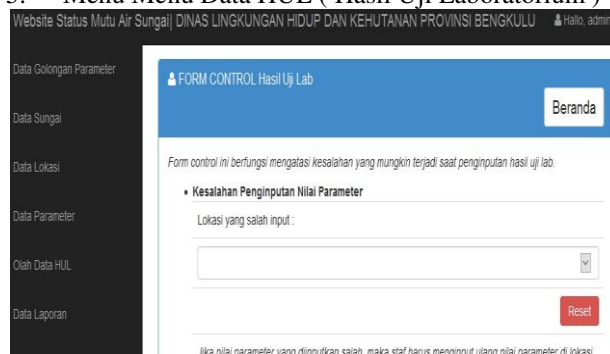 Menu Menu Data HUL ( Hasil Uji Laboratorium )
Website Status Mutu Air Sungai| DINAS LINGKUNGAN HIDUP DAN KEHUTANAN PROVINSI BENGKULU
Hallo, admin
Data Golongan Parameter
Data Sungai
Data Lokasi
Data Parameter
Olah Data HUL
Data Laporan
FORM CONTROL Hasil Uji Lab
Beranda
Form control ini berfungsi mengatasi kesalahan yang mungkin terjadi saat penginputan hasil uji lab.
• Kesalahan Penginputan Nilai Parameter
Lokasi yang salah input :
Reset
Jika nilai parameter yang diinputkan salah, maka staf harus menginput ulang nilai parameter di lokasi